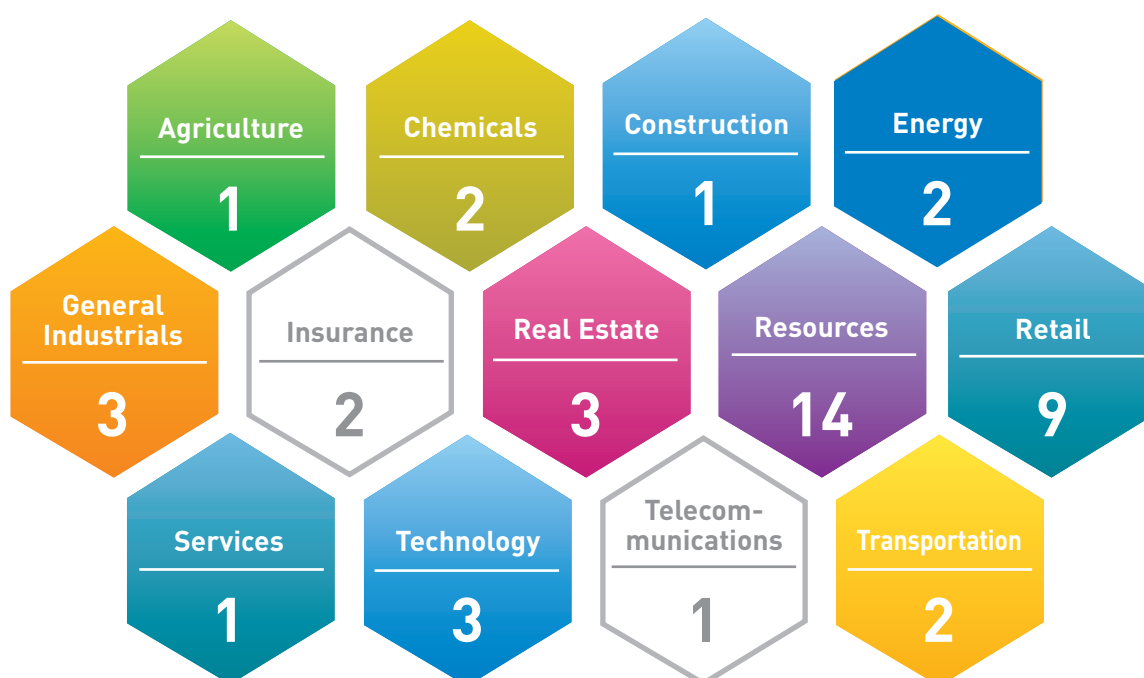 Agriculture
1
Chemicals
2
Construction
1
Energy
2
General
Industrials
3
Insurance
2
Real Estate
3
Resources
14
Retail
9
Services
1
Technology
3
Telecom-
munications
1
Transportation
2